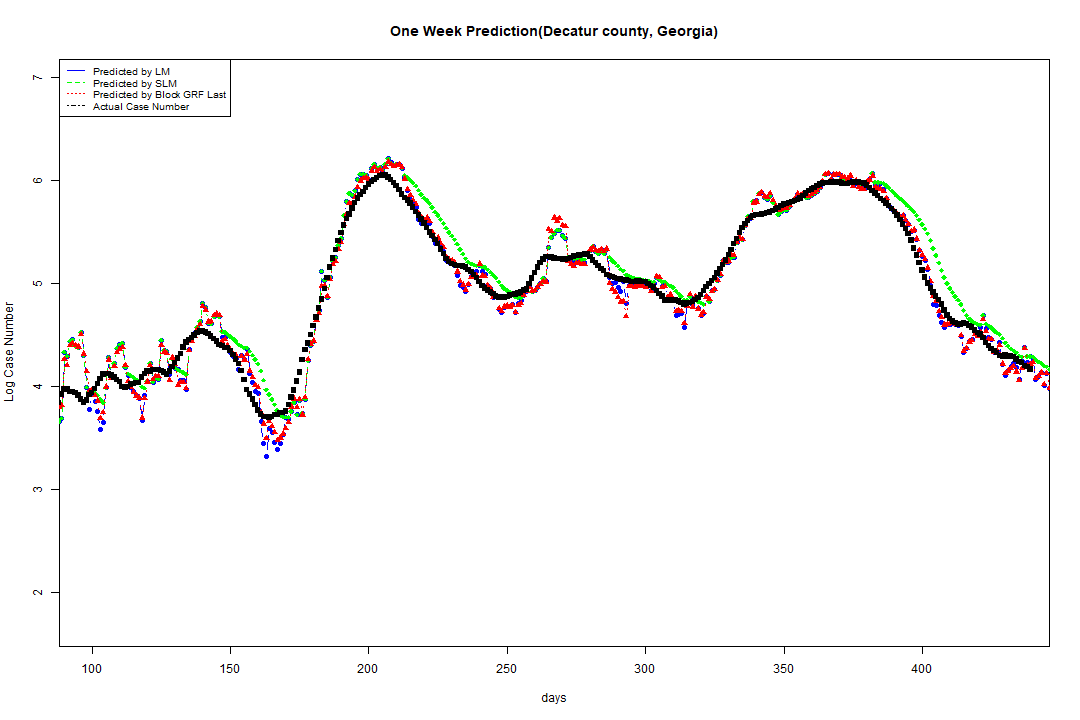 One Week Prediction(Decatur county, Georgia)
Predicted by LM
Predicted by SLM
Predicted by Block GRF Last
Actual Case Number
7
6
5
4
3
2
Log Case Number
100 150 200 250 300 350 400
days